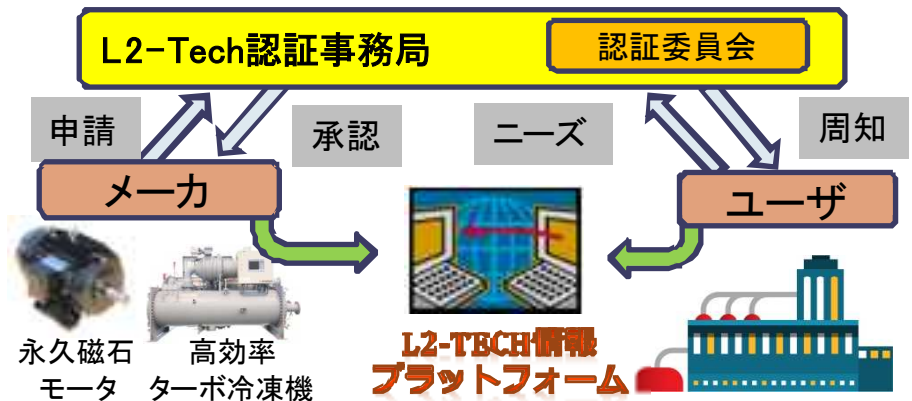 L2-Tech認証事務局
認証委員会
申請
承認
ニーズ
周知
メーカ
ユーザ
永久磁石
モータ
高効率
ターボ冷凍機
L2-TECH情報
プラットフォーム